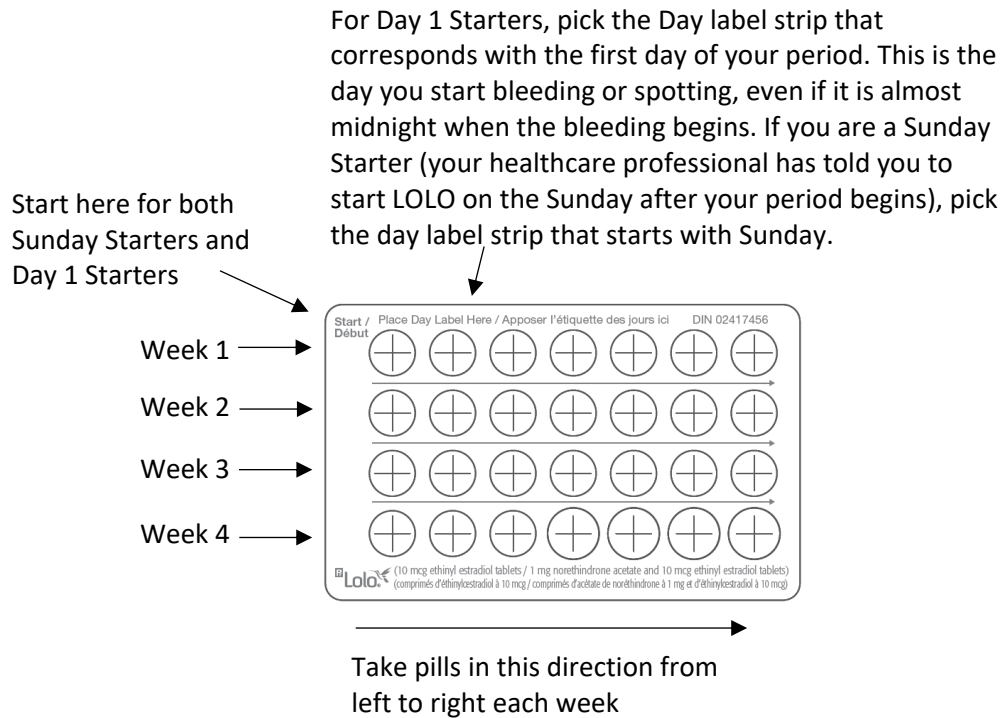 For Day 1 Starters, pick the Day label strip that
corresponds with the first day of your period. This is the
day you start bleeding or spotting, even if it is almost
midnight when the bleeding begins. If you are a Sunday
Starter (your healthcare professional has told you to
start LOLO on the Sunday after your period begins), pick
the day label strip that starts with Sunday.
Start here for both
Sunday Starters and
Day 1 Starters
Start / Début
Place Day Label Here / Apposer l'étiquette des jours ici
DIN 02417456
Week 1
Week 2
Week 3
Week 4
Lolo
(10 mcg ethinyl estradiol tablets / 1 mg norethindrone acetate and 10 mcg ethinyl estradiol tablets)
(comprimés d'éthinylœstradiol à 10 mcg / comprimés d'acétate de noréthindrone à 1 mg et d'éthinylœstradiol à 10 mcg)
Take pills in this direction from
left to right each week